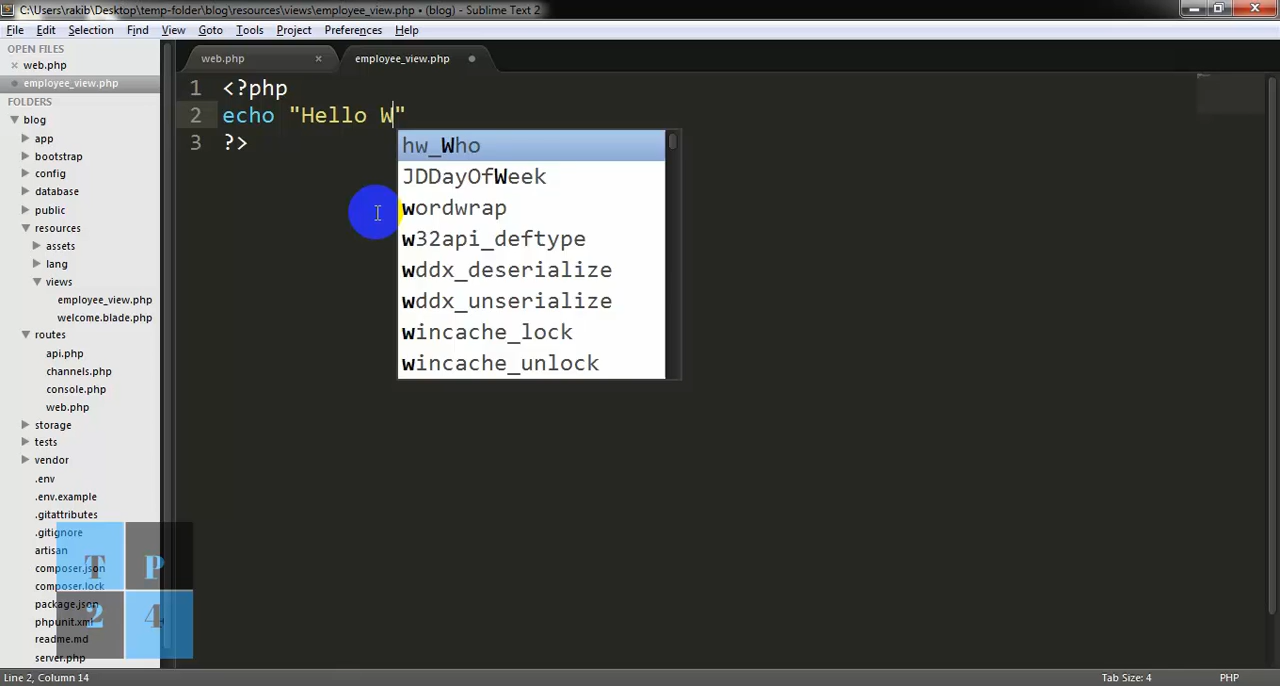 C:\Users\rakib\Desktop\temp-folder\blog\resources\views\employee_view.php • (blog) - Sublime Text 2
File Edit Selection Find View Goto Tools Project Preferences Help
OPEN FILES
web.php
employee_view.php
FOLDERS
blog
app
bootstrap
config
database
public
resources
assets
lang
views
employee_view.php
welcome.blade.php
routes
api.php
channels.php
console.php
web.php
storage
tests
vendor
.env
.env.example
.gitattributes
.gitignore
artisan
composer.json
composer.lock
package.json
phpunit.xml
readme.md
server.php
T P
2 4
web.php employee_view.php
1 <?php
2 echo "Hello W"
3 ?>
hw_Who
JDDayOfWeek
wordwrap
w32api_deftype
wddx_deserialize
wddx_unserialize
wincache_lock
wincache_unlock
Line 2, Column 14 Tab Size: 4 PHP